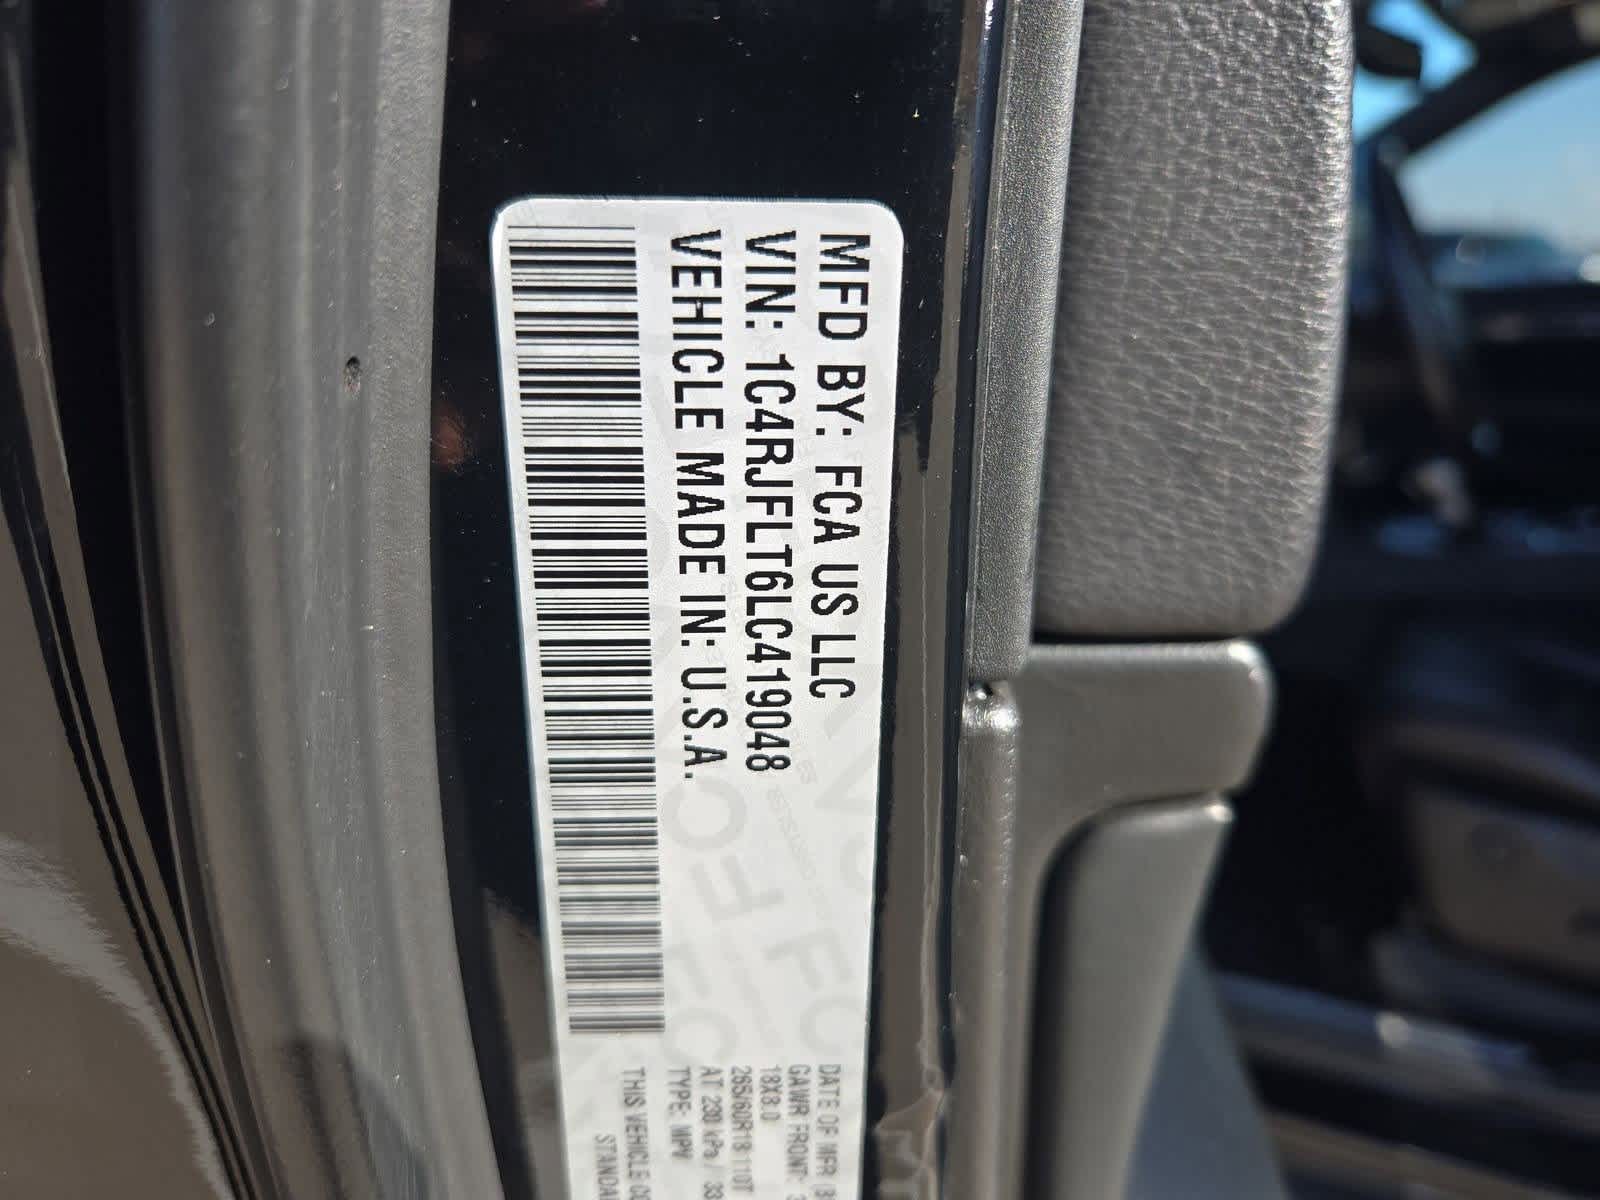 MFD BY: FCA US LLC
VIN: 1C4RJFLT6LC419048
VEHICLE MADE IN: U.S.A.
DATE OF MFR
GAWR FRONT:
18X8.0
265/60R18 110T
AT 230 kPa / 33
TYPE: MPV
THIS VEHICLE